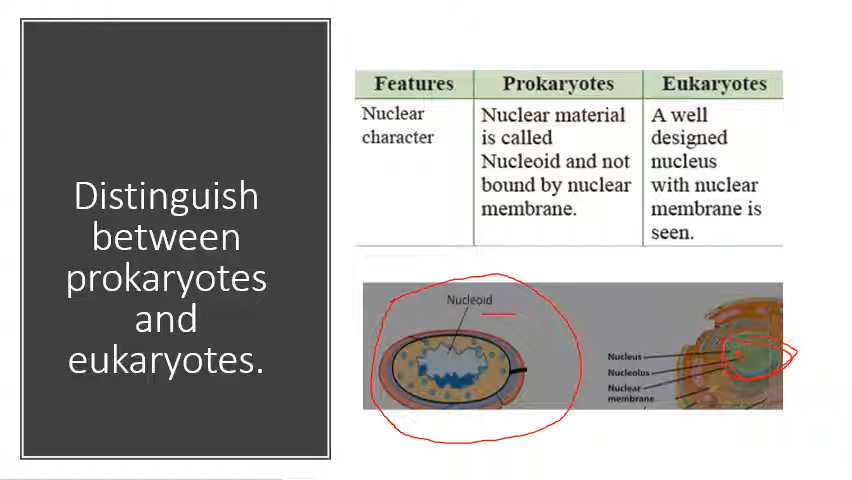 Distinguish
between
prokaryotes
and
eukaryotes.
Features Prokaryotes Eukaryotes
Nuclear
character
Nuclear material
is called
Nucleoid and not
bound by nuclear
membrane.
A well
designed
nucleus
with nuclear
membrane is
seen.
Nucleoid
Nucleus
Nucleolus
Nuclear
membrane